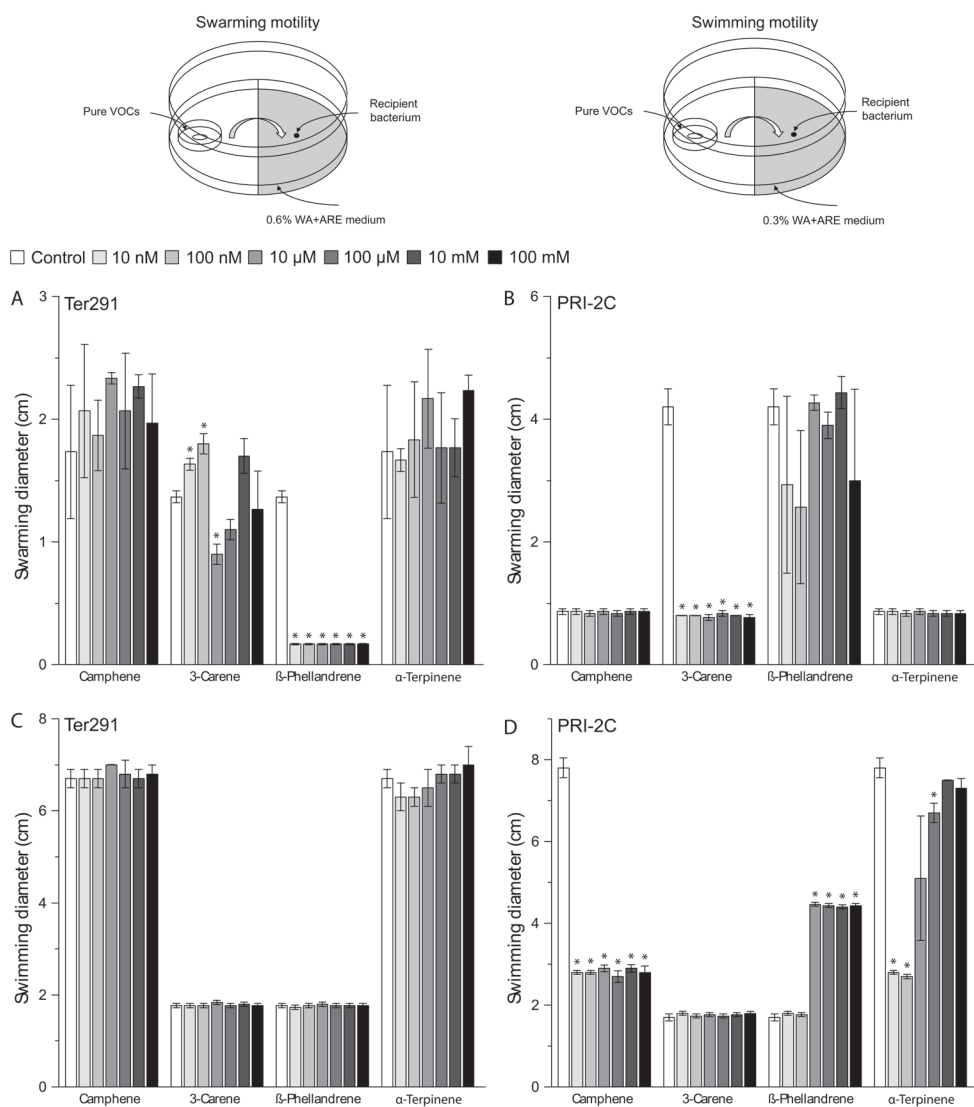 Swarming motility
Swimming motility
Pure VOCs
Recipient
bacterium
0.6% WA+ARE medium
Pure VOCs
Recipient
bacterium
0.3% WA+ARE medium
Control 10 nM 100 nM 10 µM 100 µM 10 mM 100 mM
A Ter291
Swarming diameter (cm)
3
2
1
0
* * *
* * * * * *
Camphene 3-Carene ß-Phellandrene α-Terpinene
B PRI-2C
Swarming diameter (cm)
6
4
2
0
* * * * * *
Camphene 3-Carene ß-Phellandrene α-Terpinene
C Ter291
Swimming diameter (cm)
8
6
4
2
0
Camphene 3-Carene ß-Phellandrene α-Terpinene
D PRI-2C
Swimming diameter (cm)
8
6
4
2
0
* * * * * *
* * * *
* * *
Camphene 3-Carene ß-Phellandrene α-Terpinene